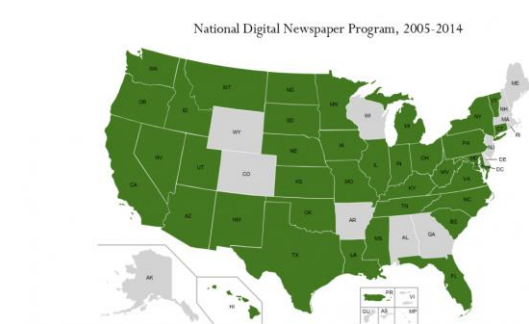 National Digital Newspaper Program, 2005-2014
WA
MT
ND
MN
OR
ID
SD
WI
MI
ME
VT
NH
NY
MA
RI
WY
NE
IA
PA
NJ
NV
UT
CO
IL
IN
OH
DE
DC
WV
VA
CA
KS
MO
KY
NC
TN
AZ
NM
OK
AR
SC
MS
AL
GA
TX
LA
FL
AK
HI
PR
VI
GU
AS
MP